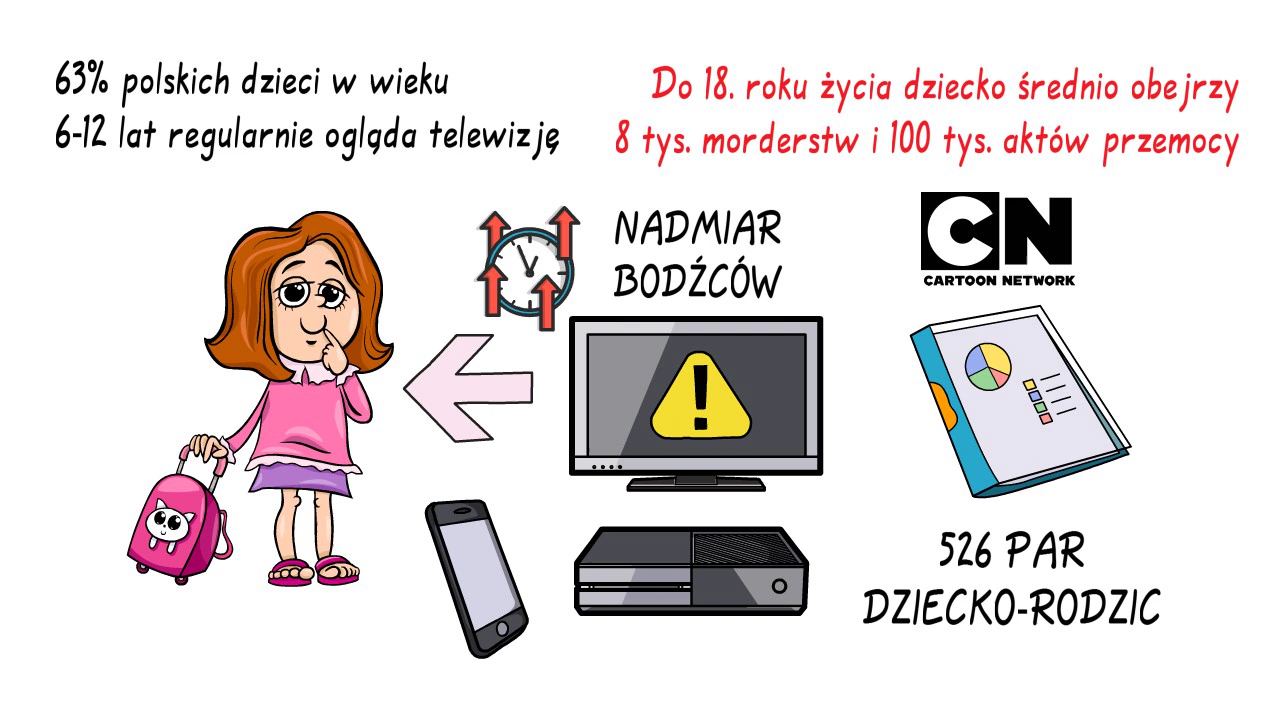 63% polskich dzieci w wieku
6-12 lat regularnie ogląda telewizję
Do 18. roku życia dziecko średnio obejrzy
8 tys. morderstw i 100 tys. aktów przemocy
NADMIAR
BODŹCÓW
CN
CARTOON NETWORK
!
526 PAR
DZIECKO-RODZIC